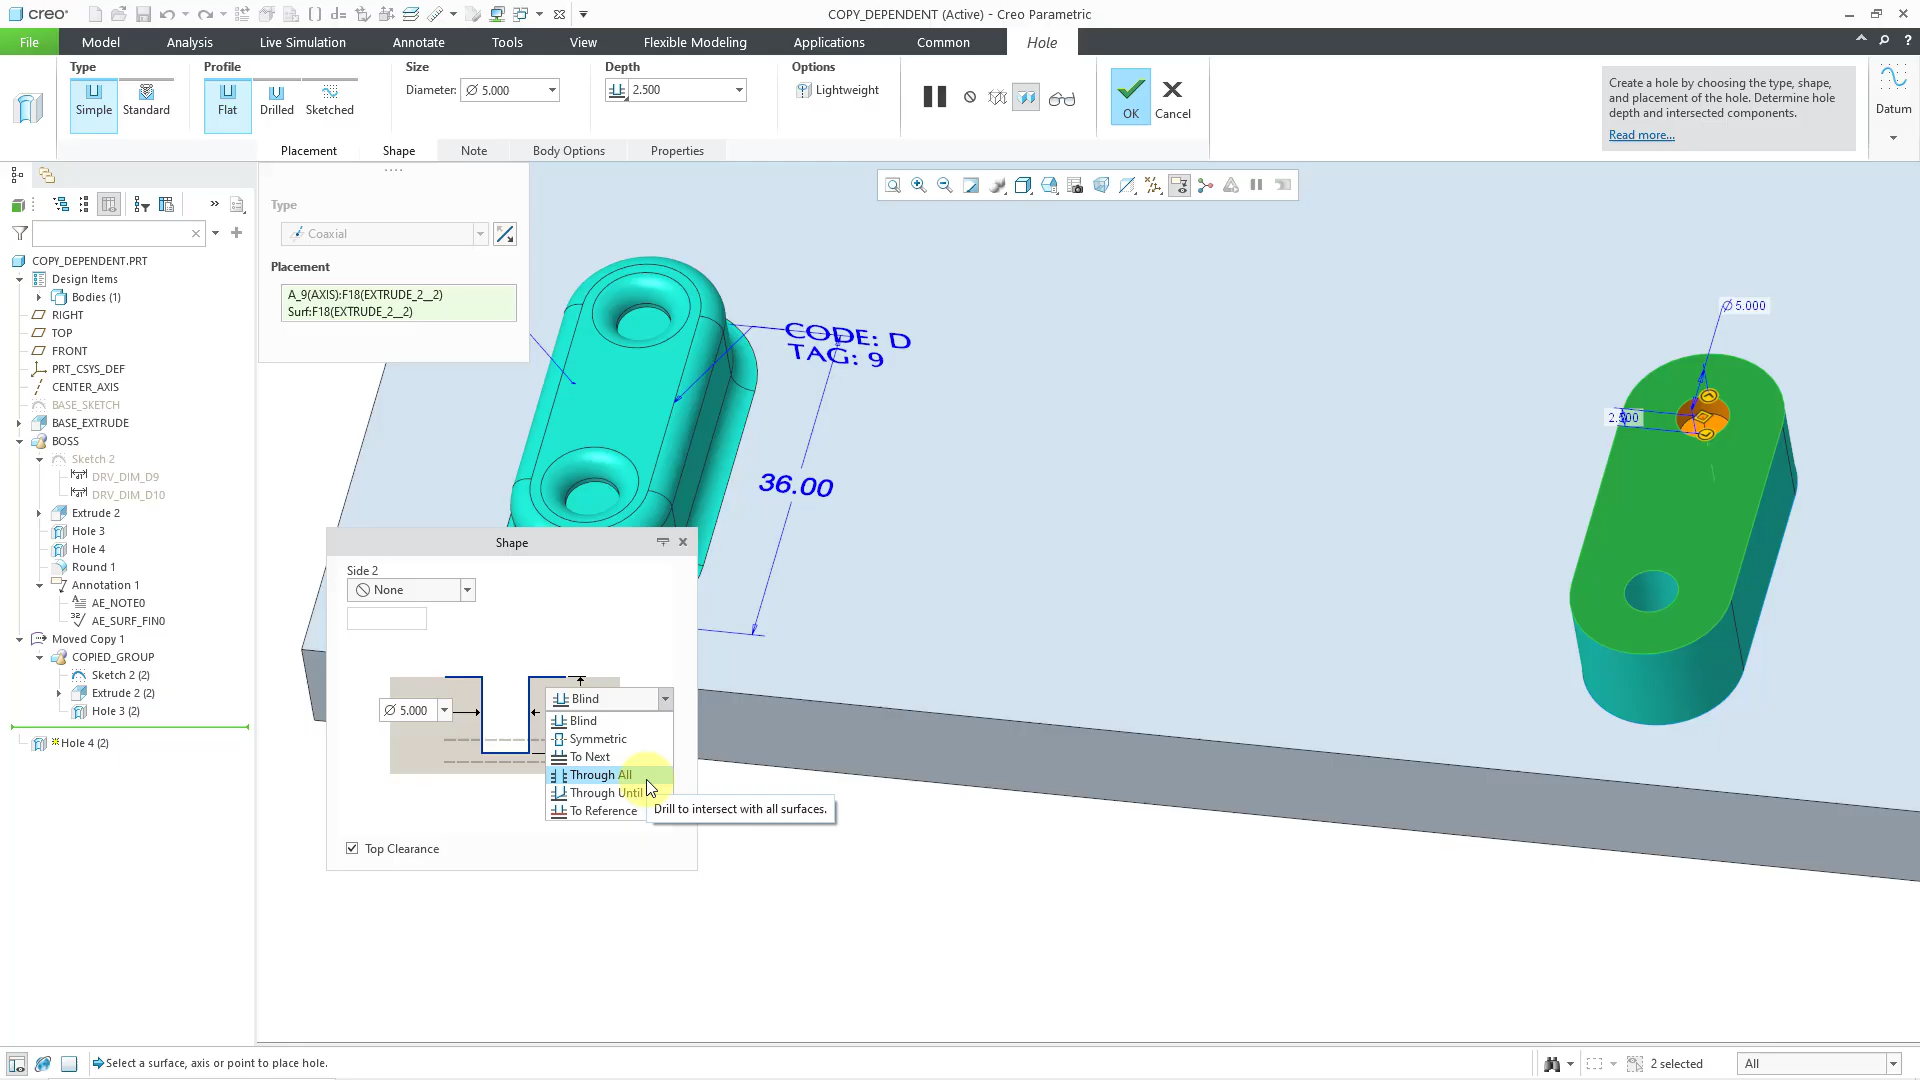 creo
COPY_DEPENDENT (Active) - Creo Parametric
File
Model
Analysis
Live Simulation
Annotate
Tools
View
Flexible Modeling
Applications
Common
Hole
Type
Profile
Size
Depth
Options
Simple
Standard
Flat
Drilled
Sketched
Diameter:
Ø 5.000
2.500
Lightweight
OK
Cancel
Create a hole by choosing the type, shape,
and placement of the hole. Determine hole
depth and intersected components.
Read more...
Datum
Placement
Shape
Note
Body Options
Properties
Type
Coaxial
Placement
A_9(AXIS):F18(EXTRUDE_2__2)
Surf:F18(EXTRUDE_2__2)
COPY_DEPENDENT.PRT
Design Items
Bodies (1)
RIGHT
TOP
FRONT
PRT_CSYS_DEF
CENTER_AXIS
BASE_SKETCH
BASE_EXTRUDE
BOSS
Sketch 2
DRV_DIM_D9
DRV_DIM_D10
Extrude 2
Hole 3
Hole 4
Round 1
Annotation 1
AE_NOTE0
AE_SURF_FIN0
Moved Copy 1
COPIED_GROUP
Sketch 2 (2)
Extrude 2 (2)
Hole 3 (2)
Hole 4 (2)
CODE: D
TAG: 9
36.00
Ø 5.000
2.500
Shape
Side 2
None
Ø 5.000
Blind
Blind
Symmetric
To Next
Through All
Through Until
To Reference
Drill to intersect with all surfaces.
Top Clearance
Select a surface, axis or point to place hole.
2 selected
All